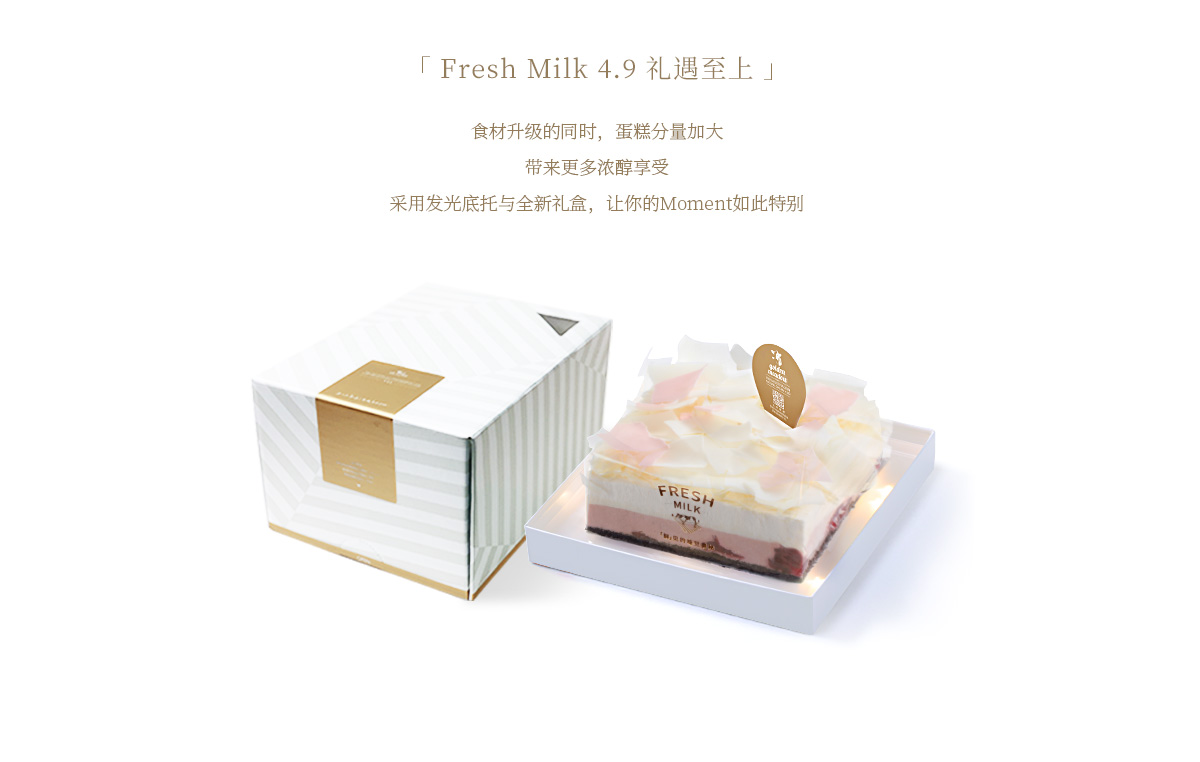 「 Fresh Milk 4.9 礼遇至上 」
食材升级的同时，蛋糕分量加大
带来更多浓醇享受
采用发光底托与全新礼盒，让你的Moment如此特别
FRESH
MILK